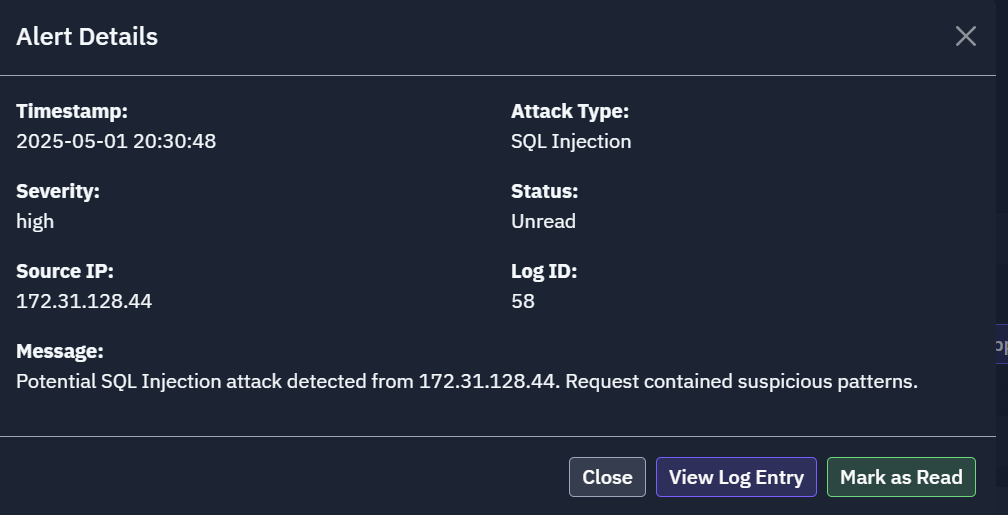 Alert Details
Timestamp:
2025-05-01 20:30:48
Attack Type:
SQL Injection
Severity:
high
Status:
Unread
Source IP:
172.31.128.44
Log ID:
58
Message:
Potential SQL Injection attack detected from 172.31.128.44. Request contained suspicious patterns.
Close
View Log Entry
Mark as Read